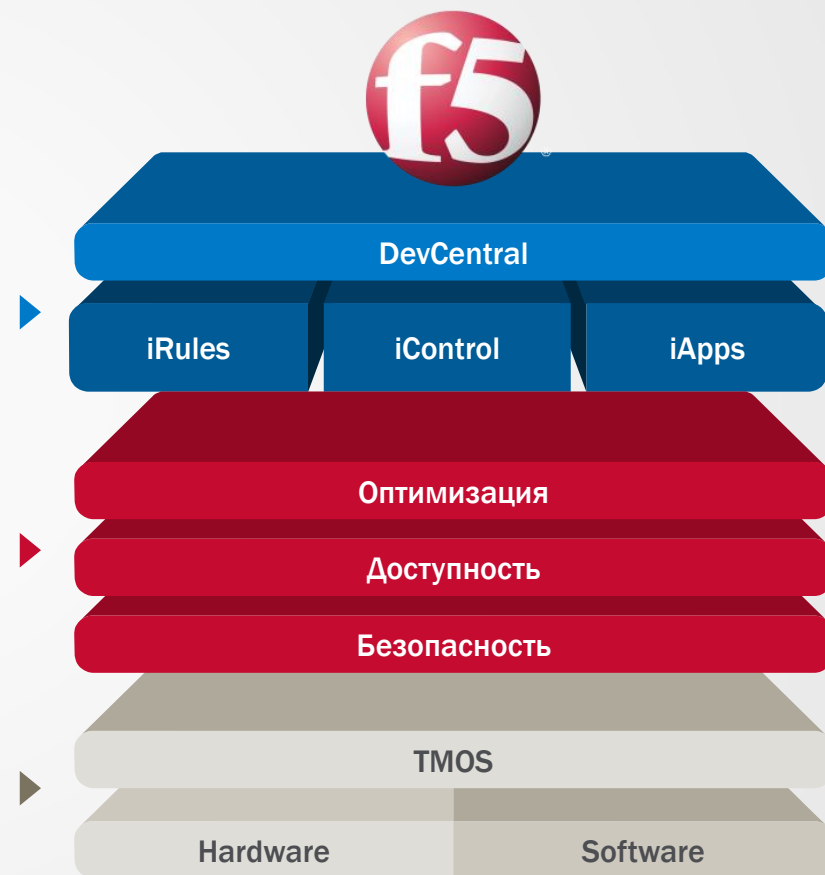 f5
®
DevCentral
iRules iControl iApps
Оптимизация
Доступность
Безопасность
TMOS
Hardware Software